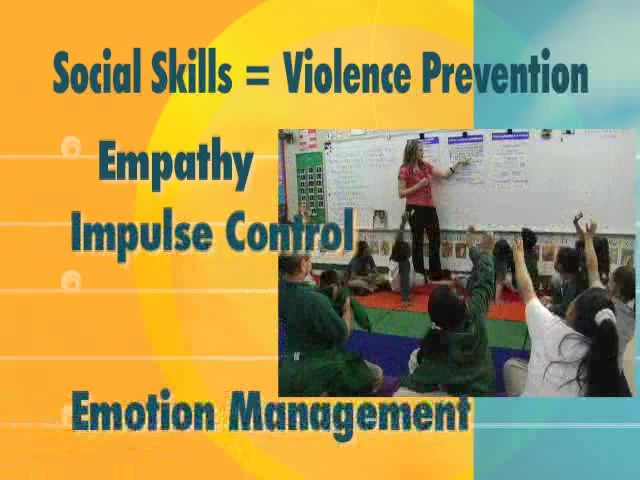 Social Skills = Violence Prevention
Empathy
Impulse Control
Emotion Management